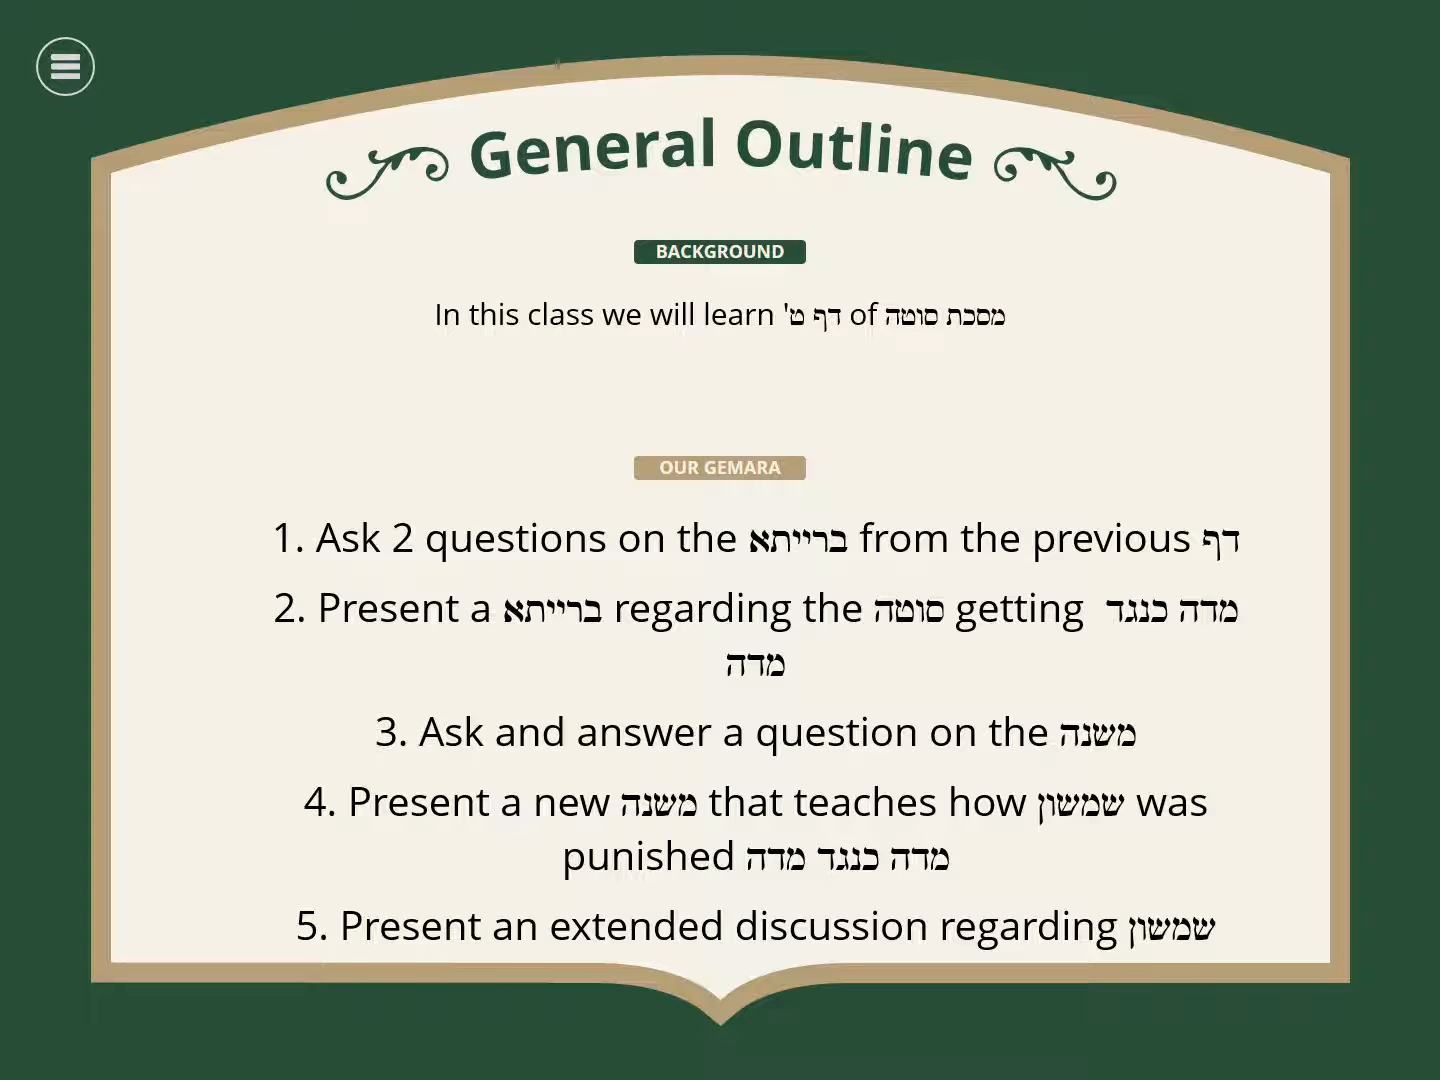 General Outline
BACKGROUND
In this class we will learn דף ט' of מסכת סוטה
OUR GEMARA
1. Ask 2 questions on the ברייתא from the previous דף
2. Present a ברייתא regarding the סוטה getting מדה כנגד
מדה
3. Ask and answer a question on the משנה
4. Present a new משנה that teaches how שמשון was
punished מדה כנגד מדה
5. Present an extended discussion regarding שמשון